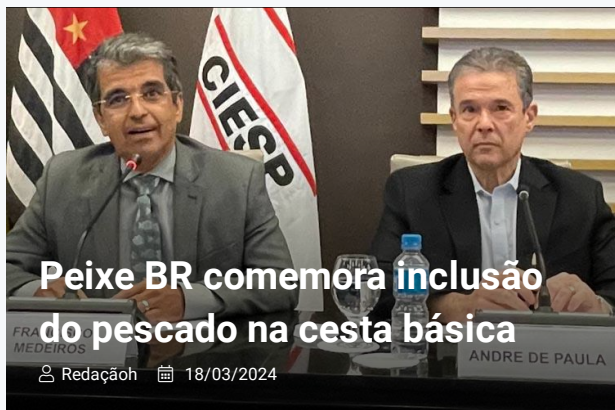 CIESP
Peixe BR comemora inclusão
do pescado na cesta básica
MEDEIROS
ANDRE DE PAULA
Redaçãoh 18/03/2024